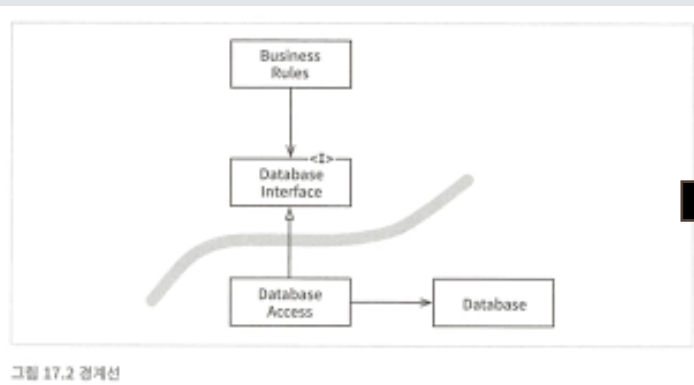 Business
Rules
<I>
Database
Interface
Database
Access
Database
그림 17.2 경계선